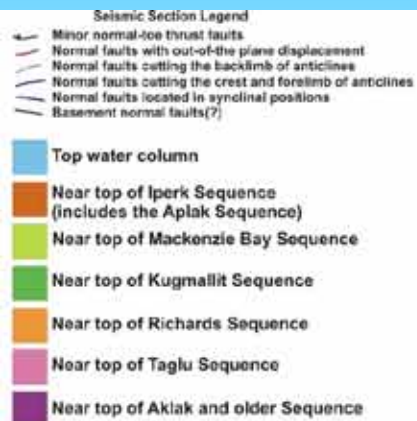 Seismic Section Legend
Minor normal-toe thrust faults
Normal faults with out-of-the plane displacement
Normal faults cutting the backlimb of anticlines
Normal faults cutting the crest and forelimb of anticlines
Normal faults located in synclinal positions
Basement normal faults(?)
Top water column
Near top of Iperk Sequence
(includes the Aplak Sequence)
Near top of Mackenzie Bay Sequence
Near top of Kugmallit Sequence
Near top of Richards Sequence
Near top of Taglu Sequence
Near top of Aklak and older Sequence